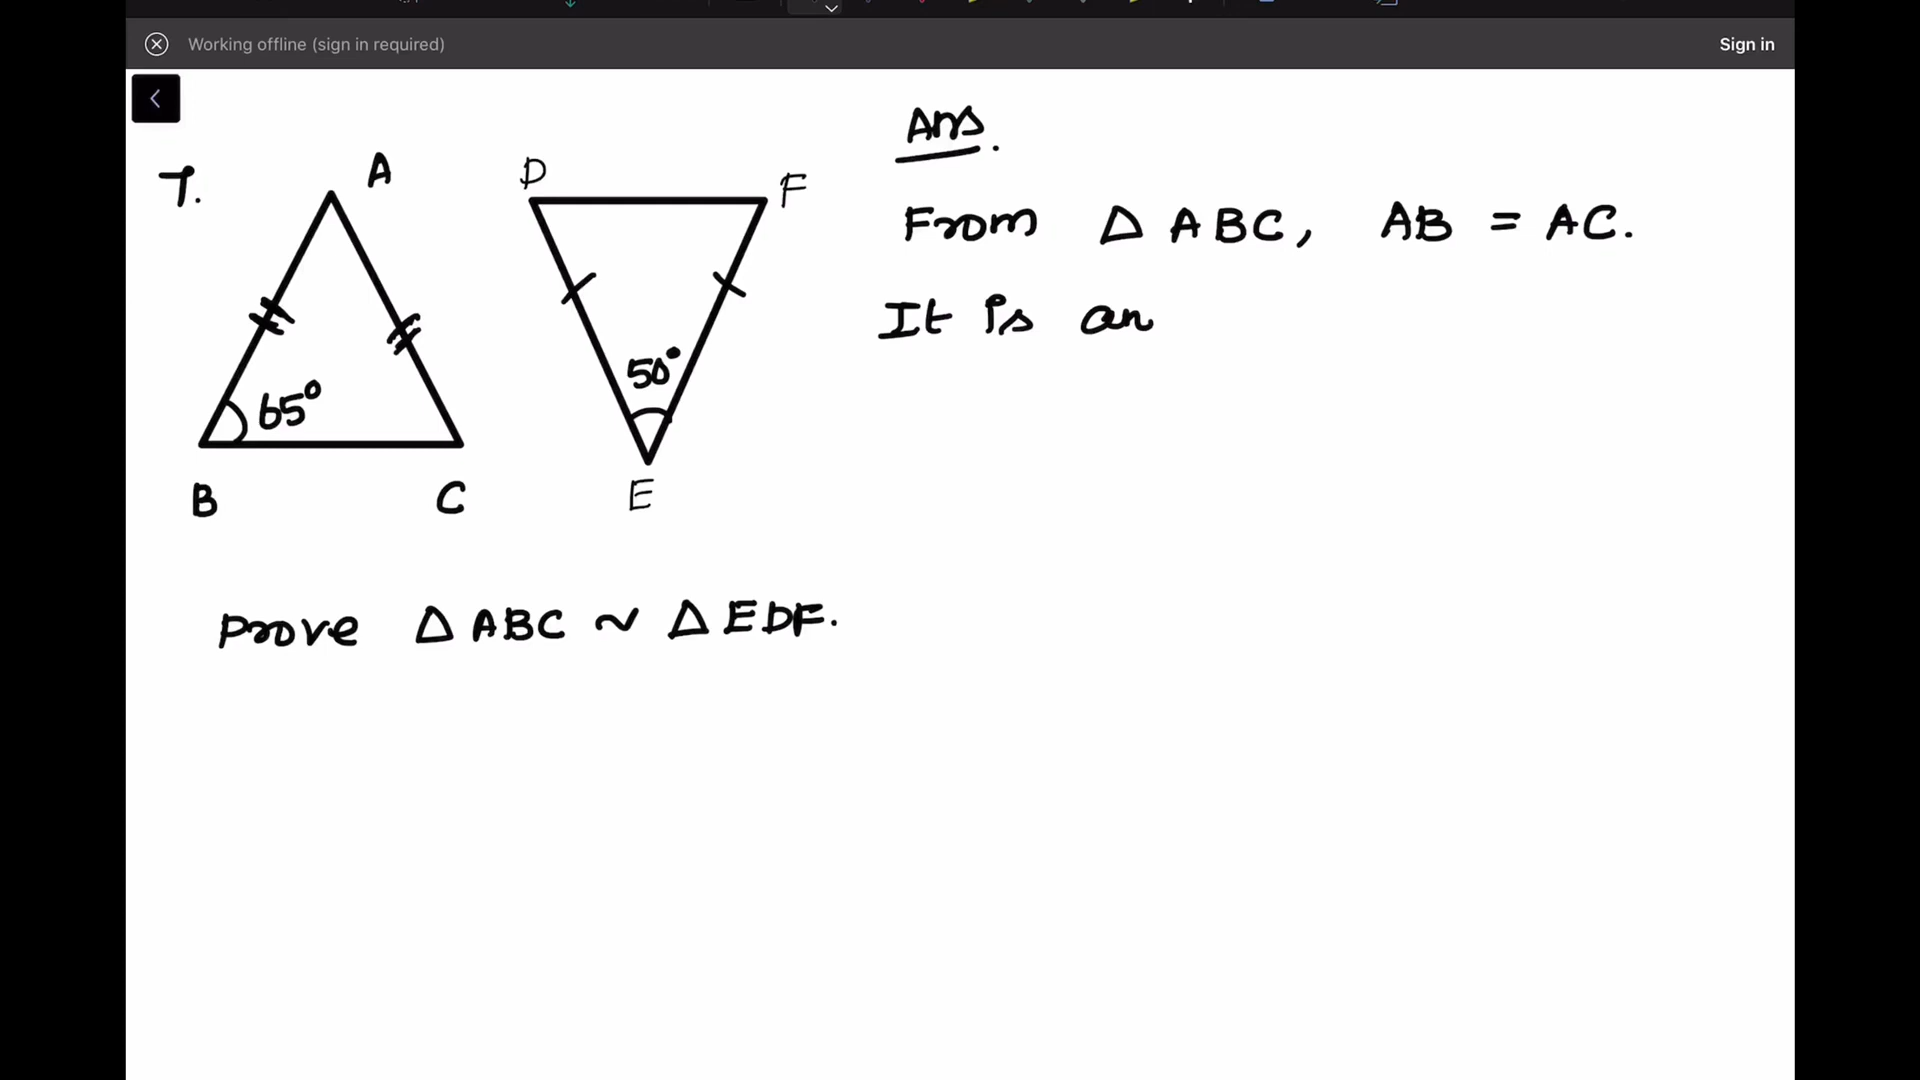 Working offline (sign in required)
Sign in
7.
A
D
F
65°
50°
B
C
E
Prove △ ABC ~ △ EDF.
Ans.
From △ ABC, AB = AC.
It is an